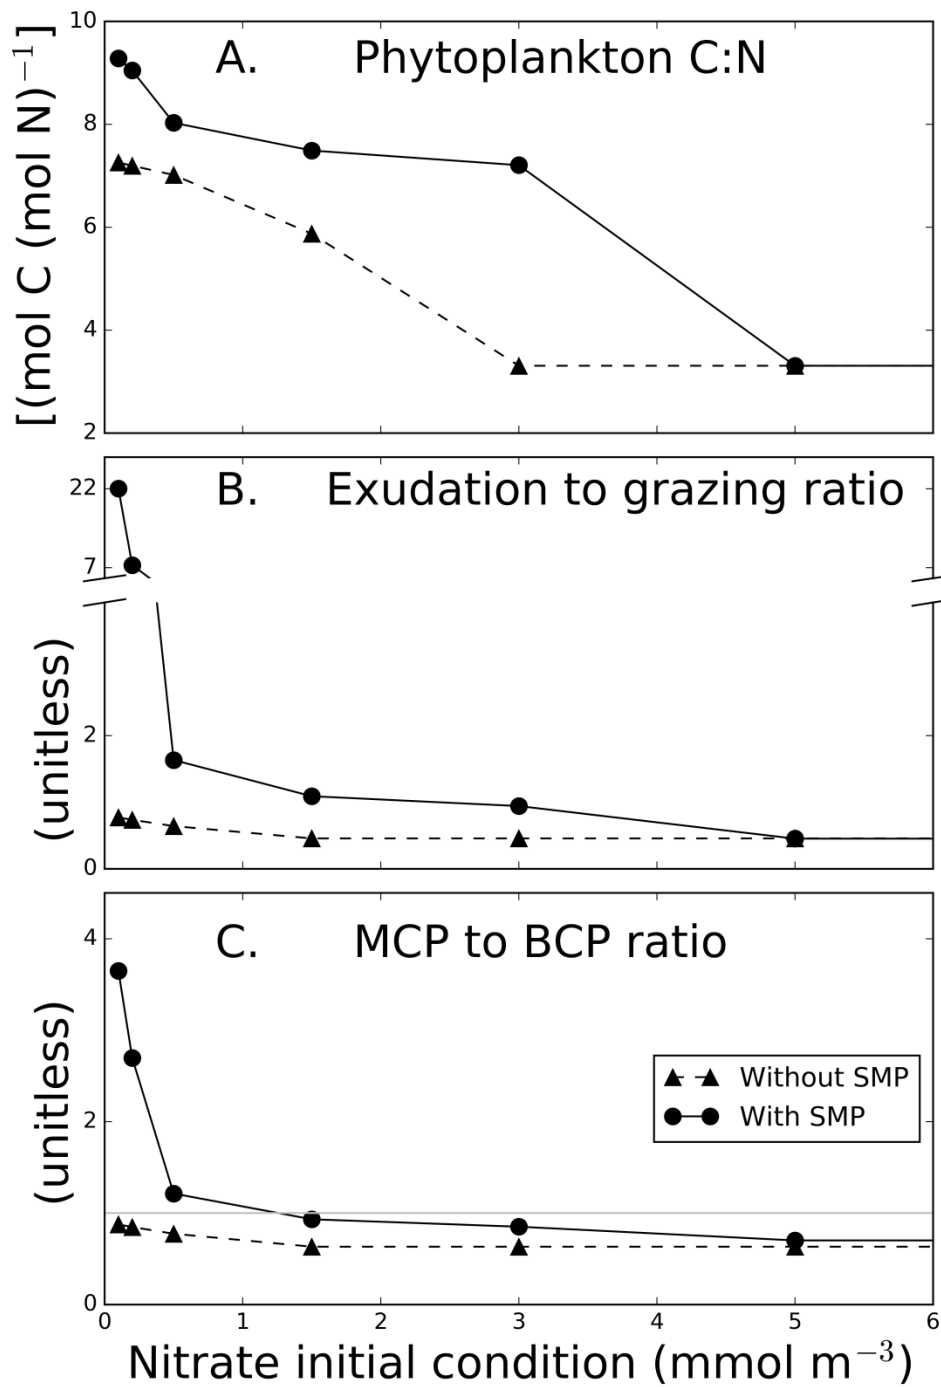 A. Phytoplankton C:N
[(mol C (mol N)⁻¹]
10
8
6
4
2
B. Exudation to grazing ratio
(unitless)
22
7
2
0
C. MCP to BCP ratio
(unitless)
4
2
0
Without SMP
With SMP
0 1 2 3 4 5 6
Nitrate initial condition (mmol m⁻³)